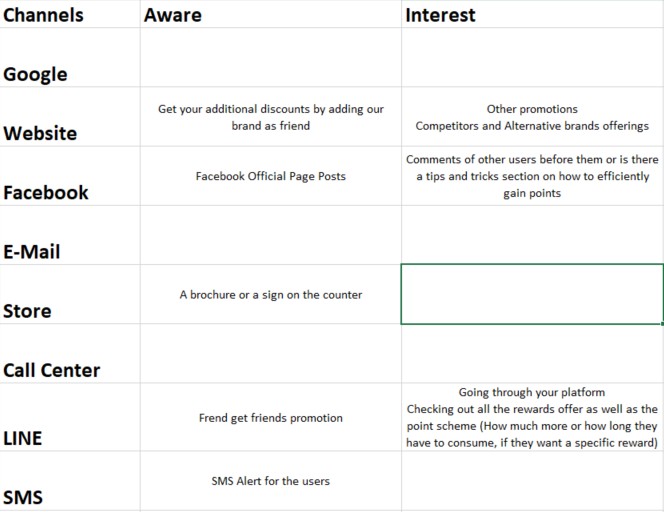 Channels Aware Interest
Google
Website
Get your additional discounts by adding our
brand as friend
Other promotions
Competitors and Alternative brands offerings
Facebook
Facebook Official Page Posts
Comments of other users before them or is there
a tips and tricks section on how to efficiently
gain points
E-Mail
Store
A brochure or a sign on the counter
Call Center
LINE
Frend get friends promotion
Going through your platform
Checking out all the rewards offer as well as the
point scheme (How much more or how long they
have to consume, if they want a specific reward)
SMS
SMS Alert for the users